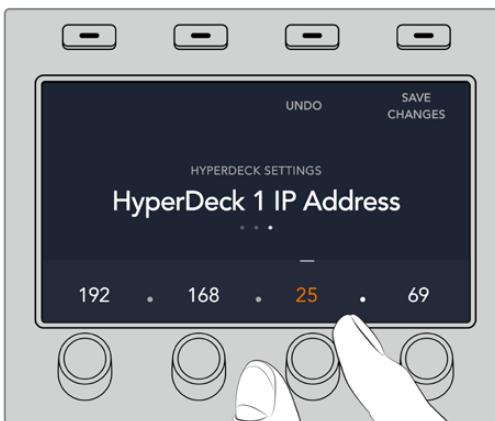 UNDO
SAVE
CHANGES
HYPERDECK SETTINGS
HyperDeck 1 IP Address
192 . 168 . 25 . 69